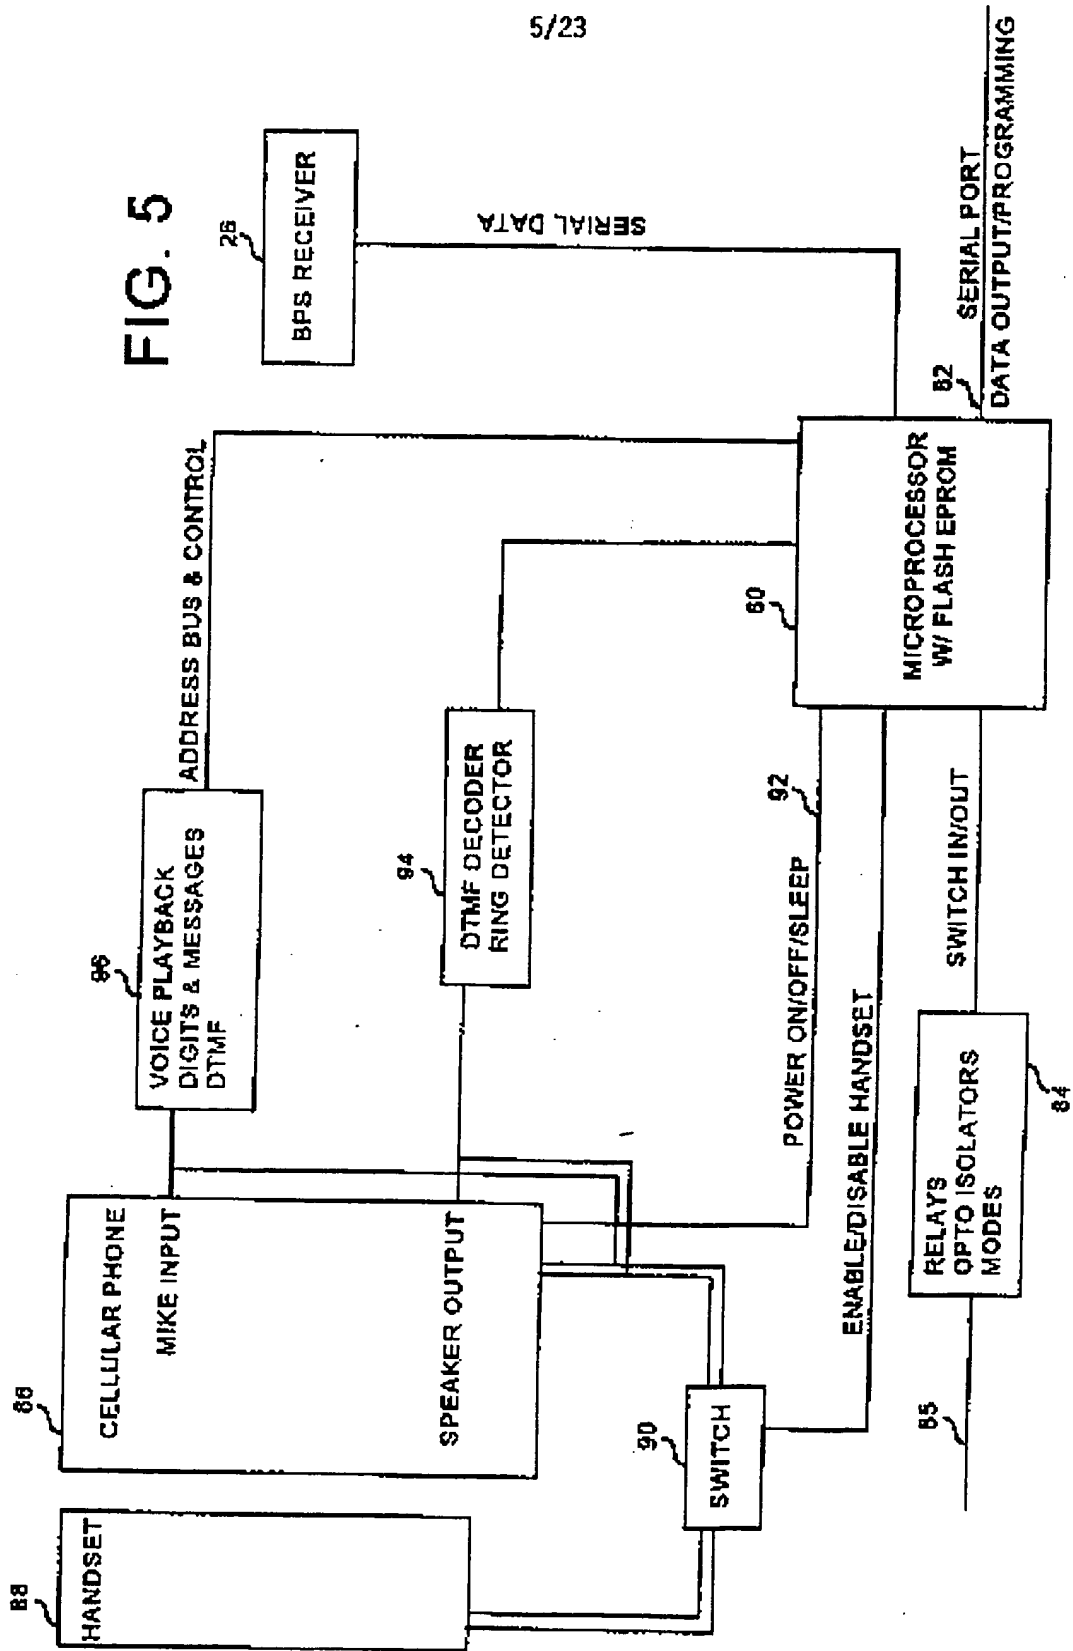 5/23
FIG. 5
BPS RECEIVER
SERIAL DATA
ADDRESS BUS & CONTROL
96
VOICE PLAYBACK
DIGITS & MESSAGES
DTMF
94
DTMF DECODER
RING DETECTOR
86
CELLULAR PHONE
MIKE INPUT
SPEAKER OUTPUT
88
HANDSET
90
SWITCH
POWER ON/OFF/SLEEP
92
ENABLE/DISABLE HANDSET
80
MICROPROCESSOR
W/ FLASH EPROM
82
SERIAL PORT
DATA OUTPUT/PROGRAMMING
SWITCH IN/OUT
RELAYS
OPTO ISOLATORS
MODES
84
85